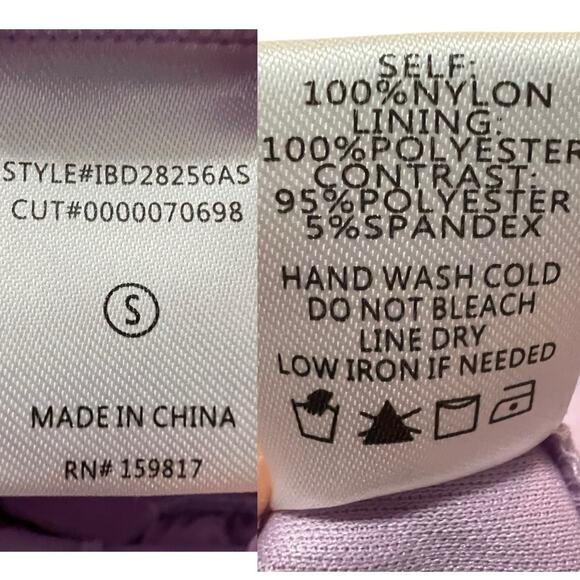 STYLE#IBD28256AS
CUT#0000070698
S
MADE IN CHINA
RN# 159817
SELF:
100%NYLON
LINING:
100%POLYESTER
CONTRAST:
95%POLYESTER
5%SPANDEX
HAND WASH COLD
DO NOT BLEACH
LINE DRY
LOW IRON IF NEEDED